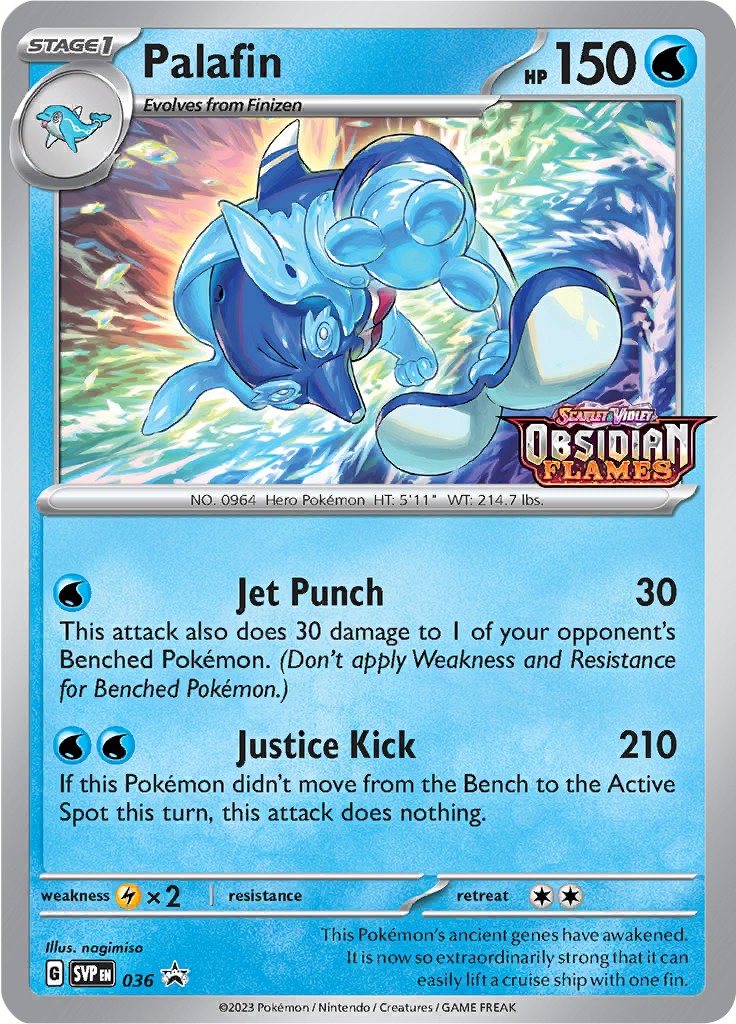 STAGE1
Palafin
HP 150
Evolves from Finizen
SCARLET & VIOLET
OBSIDIAN
FLAMES
NO. 0964 Hero Pokémon HT: 5'11" WT: 214.7 lbs.
Jet Punch 30
This attack also does 30 damage to 1 of your opponent's
Benched Pokémon. (Don't apply Weakness and Resistance
for Benched Pokémon.)
Justice Kick 210
If this Pokémon didn't move from the Bench to the Active
Spot this turn, this attack does nothing.
weakness ×2 resistance retreat
Illus. nagimiso
This Pokémon's ancient genes have awakened.
It is now so extraordinarily strong that it can
easily lift a cruise ship with one fin.
G SVP EN 036
©2023 Pokémon / Nintendo / Creatures / GAME FREAK